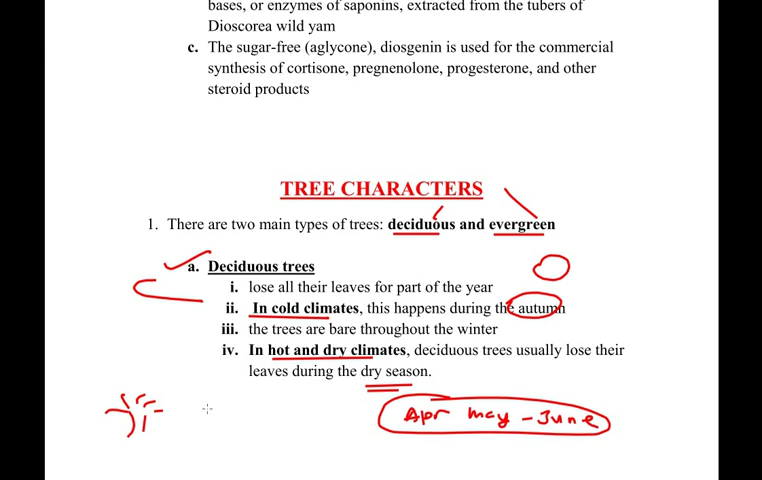 bases, or enzymes of saponins, extracted from the tubers of
Dioscorea wild yam
c. The sugar-free (aglycone), diosgenin is used for the commercial
synthesis of cortisone, pregnenolone, progesterone, and other
steroid products
TREE CHARACTERS
1. There are two main types of trees: deciduous and evergreen
a. Deciduous trees
i. lose all their leaves for part of the year
ii. In cold climates, this happens during the autumn
iii. the trees are bare throughout the winter
iv. In hot and dry climates, deciduous trees usually lose their
leaves during the dry season.
Apr may - June